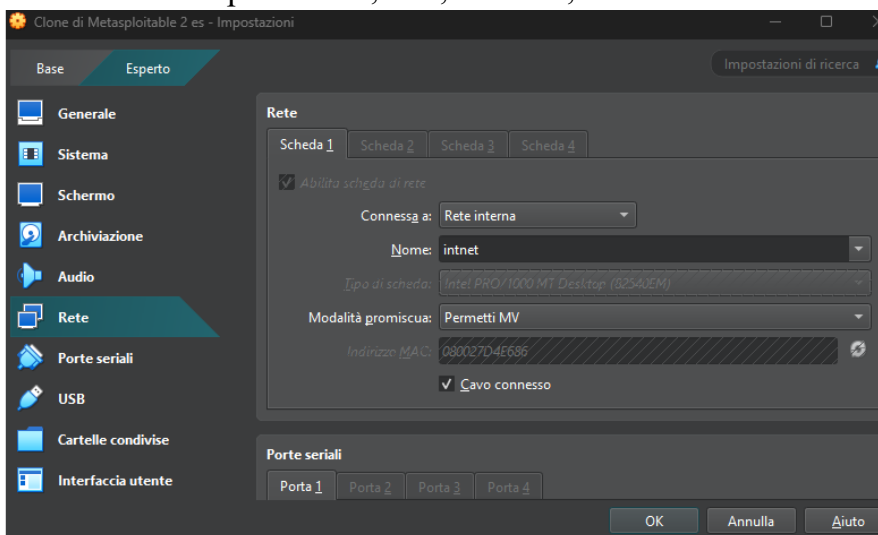 Clone di Metasploitable 2 es - Impostazioni
Base
Esperto
Impostazioni di ricerca
Generale
Sistema
Schermo
Archiviazione
Audio
Rete
Porte seriali
USB
Cartelle condivise
Interfaccia utente
Rete
Scheda 1
Scheda 2
Scheda 3
Scheda 4
Abilita scheda di rete
Connessa a: Rete interna
Nome: intnet
Tipo di scheda: Intel PRO/1000 MT Desktop (82540EM)
Modalità promiscua: Permetti MV
Indirizzo MAC: 080027D4E686
Cavo connesso
Porte seriali
Porta 1
Porta 2
Porta 3
Porta 4
OK
Annulla
Aiuto